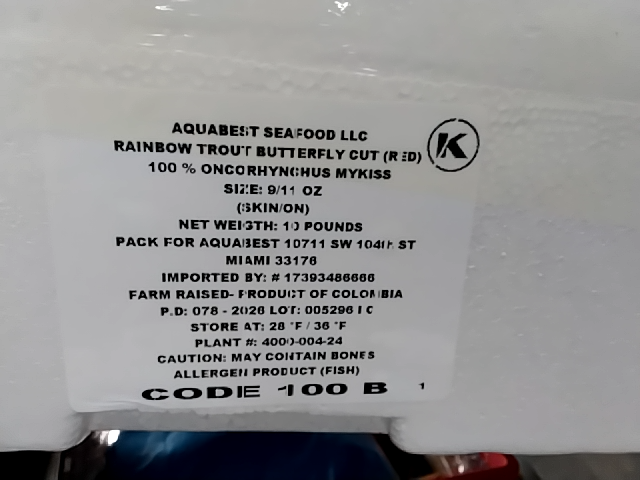 AQUABEST SEAFOOD LLC
RAINBOW TROUT BUTTERFLY CUT (RED)
K
100 % ONCORHYNCHUS MYKISS
SIZE: 9/11 OZ
(SKIN/ON)
NET WEIGTH: 10 POUNDS
PACK FOR AQUABEST 10711 SW 104th ST
MIAMI 33176
IMPORTED BY: # 17393486666
FARM RAISED- PRODUCT OF COLOMBIA
P.D: 078 - 2026 LOT: 005296
STORE AT: 28 °F / 36 °F
PLANT #: 4000-004-24
CAUTION: MAY CONTAIN BONES
ALLERGEN PRODUCT (FISH)
CODE 100 B 1